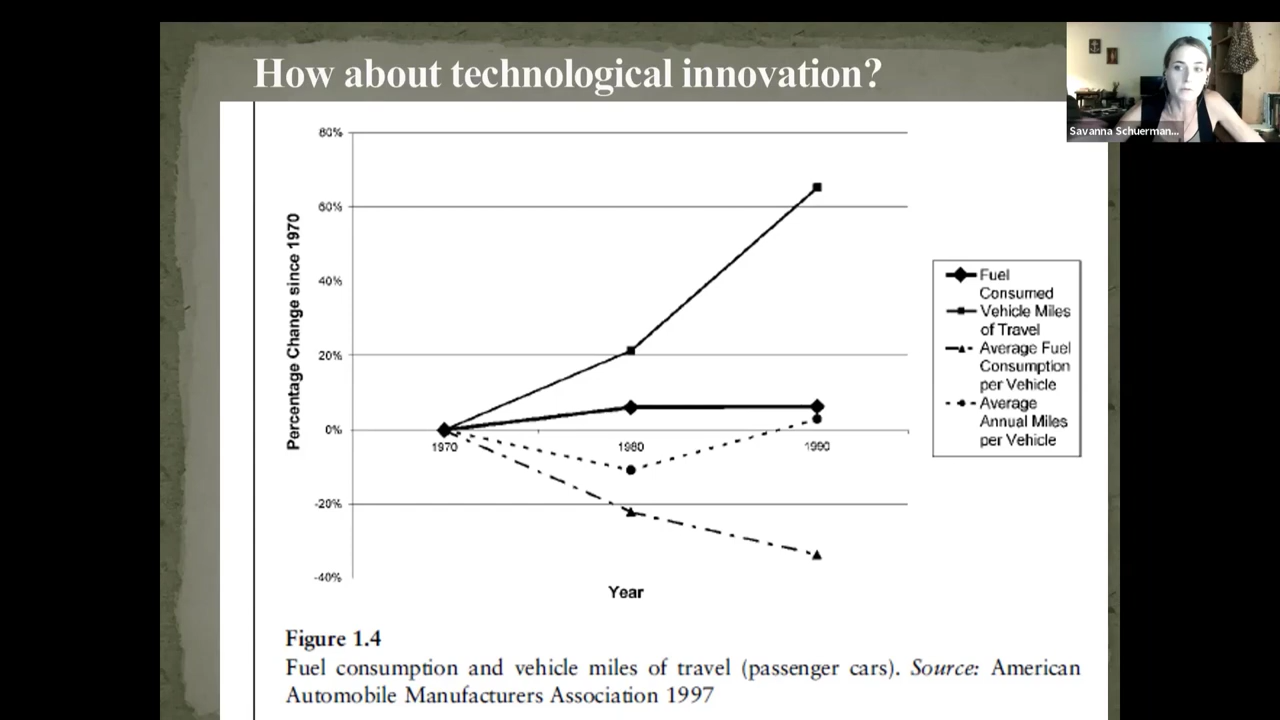 How about technological innovation?
Savanna Schuerman...
80%
60%
40%
20%
0%
-20%
-40%
Percentage Change since 1970
1970
1980
1990
Year
Fuel
Consumed
Vehicle Miles
of Travel
Average Fuel
Consumption
per Vehicle
Average
Annual Miles
per Vehicle
Figure 1.4
Fuel consumption and vehicle miles of travel (passenger cars). Source: American
Automobile Manufacturers Association 1997